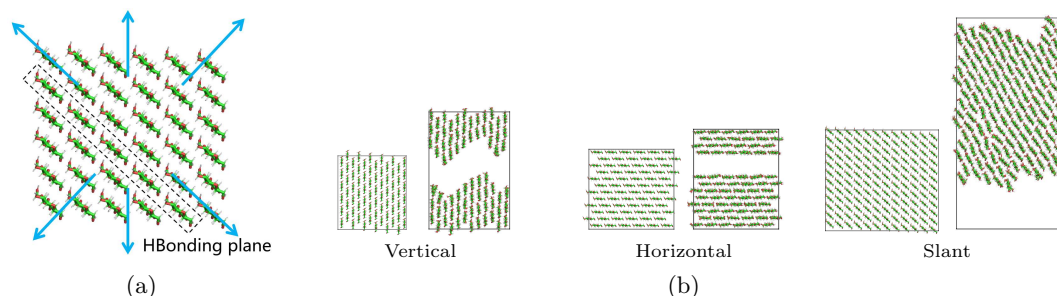 HBonding plane
Vertical
Horizontal
Slant
(a)
(b)